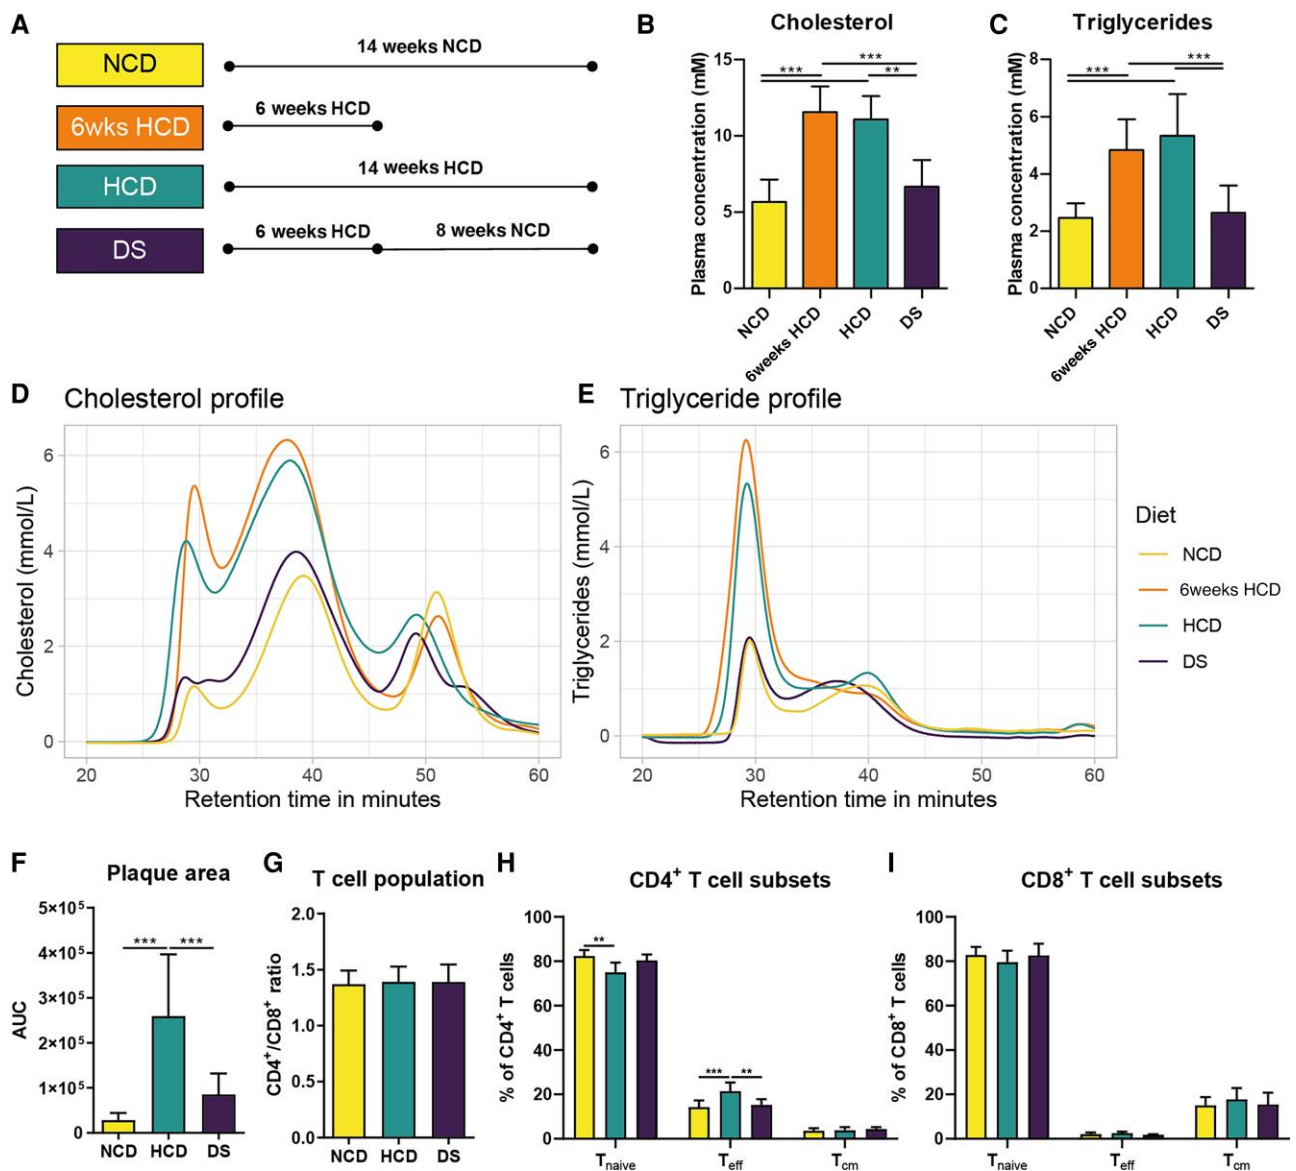 A
NCD
14 weeks NCD
6wks HCD
6 weeks HCD
HCD
14 weeks HCD
DS
6 weeks HCD
8 weeks NCD
B
Cholesterol
Plasma concentration (mM)
15
10
5
0
***
***
**
NCD
6weeks HCD
HCD
DS
C
Triglycerides
Plasma concentration (mM)
8
6
4
2
0
***
***
NCD
6weeks HCD
HCD
DS
D
Cholesterol profile
Cholesterol (mmol/L)
6
4
2
0
20 30 40 50 60
Retention time in minutes
E
Triglyceride profile
Triglycerides (mmol/L)
6
4
2
0
20 30 40 50 60
Retention time in minutes
Diet
NCD
6weeks HCD
HCD
DS
F
Plaque area
AUC
5×10⁵
4×10⁵
3×10⁵
2×10⁵
1×10⁵
0
*** ***
NCD HCD DS
G
T cell population
CD4⁺/CD8⁺ ratio
2.0
1.5
1.0
0.5
0.0
NCD HCD DS
H
CD4⁺ T cell subsets
% of CD4⁺ T cells
100
80
60
40
20
0
**
*** **
Tnaive Teff Tcm
I
CD8⁺ T cell subsets
% of CD8⁺ T cells
100
80
60
40
20
0
Tnaive Teff Tcm